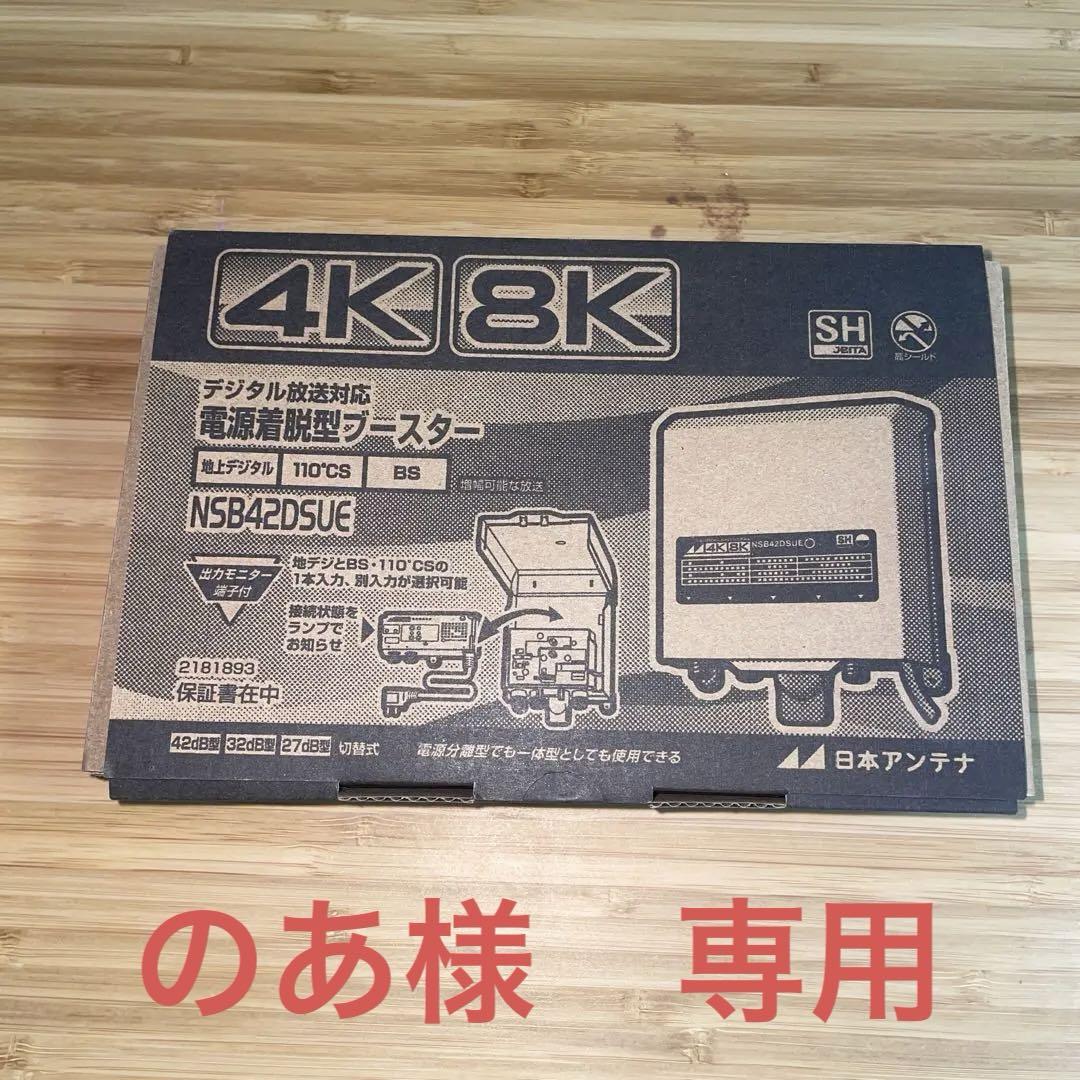 4K 8K
SH
JEITA
高シールド
デジタル放送対応
電源着脱型ブースター
地上デジタル 110°CS BS
増幅可能な放送
NSB42DSUE
出力モニター
端子付
地デジとBS・110°CSの
1本入力、別入力が選択可能
接続状態を
ランプで
お知らせ
4K 8K NSB42DSUE SH
2181893
保証書在中
42dB型 32dB型 27dB型 切替式
電源分離型でも一体型としても使用できる
日本アンテナ
のあ様 専用